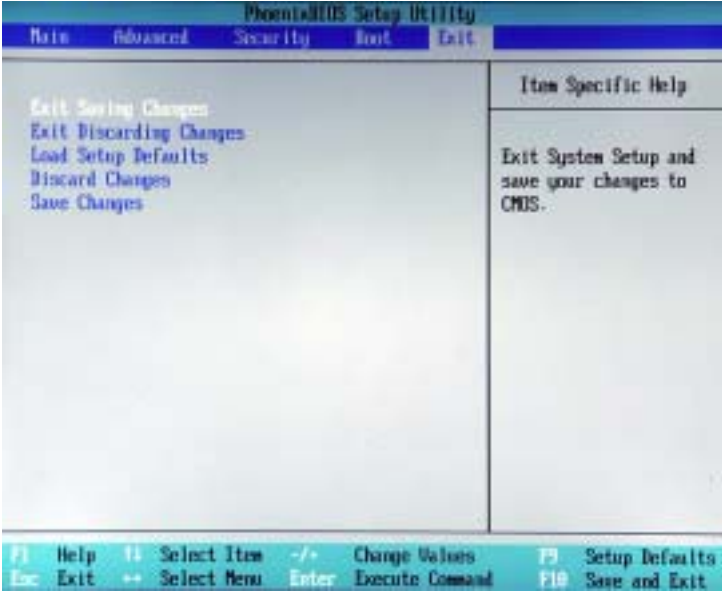 PhoenixBIOS Setup Utility
Main Advanced Security Boot Exit
Item Specific Help
Exit Saving Changes
Exit Discarding Changes
Load Setup Defaults
Discard Changes
Save Changes
Exit System Setup and
save your changes to
CMOS.
F1 Help ↑↓ Select Item -/+ Change Values F9 Setup Defaults
Esc Exit ↔ Select Menu Enter Execute Command F10 Save and Exit